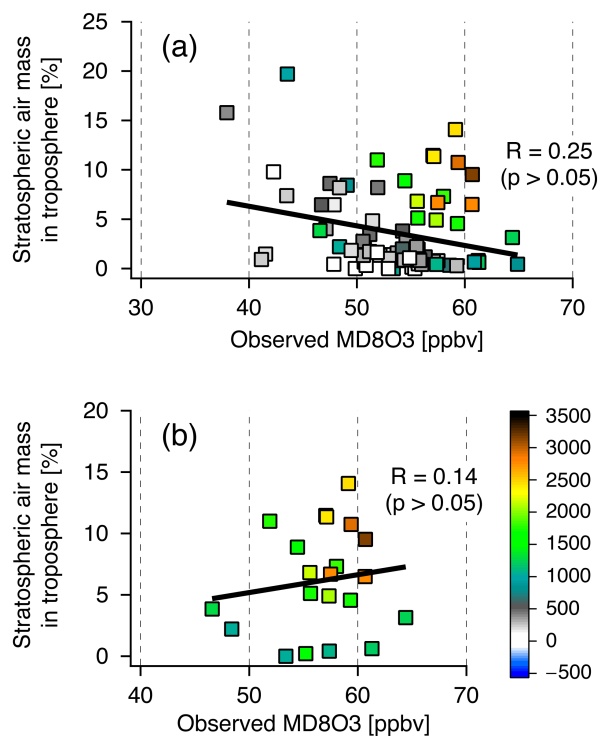 (a)
Stratospheric air mass
in troposphere [%]
25
20
15
10
5
0
R = 0.25
(p > 0.05)
30
40
50
60
70
Observed MD8O3 [ppbv]
(b)
Stratospheric air mass
in troposphere [%]
20
15
10
5
0
R = 0.14
(p > 0.05)
40
50
60
70
Observed MD8O3 [ppbv]
3500
3000
2500
2000
1500
1000
500
0
−500